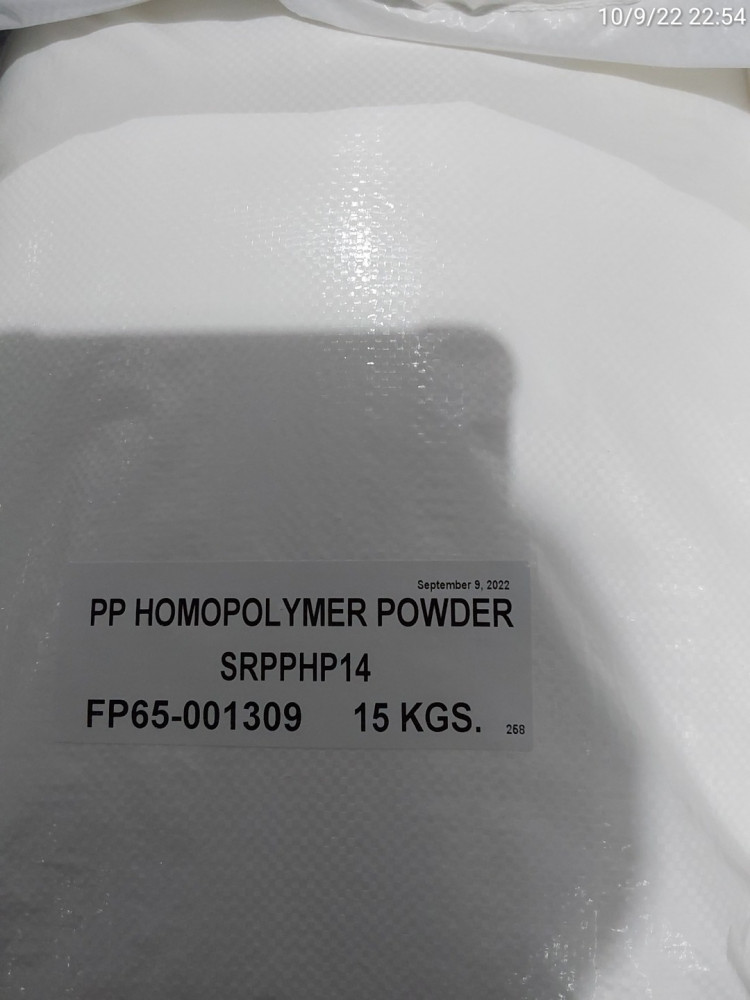 10/9/22 22:54
September 9, 2022
PP HOMOPOLYMER POWDER
SRPPHP14
FP65-001309 15 KGS.
268